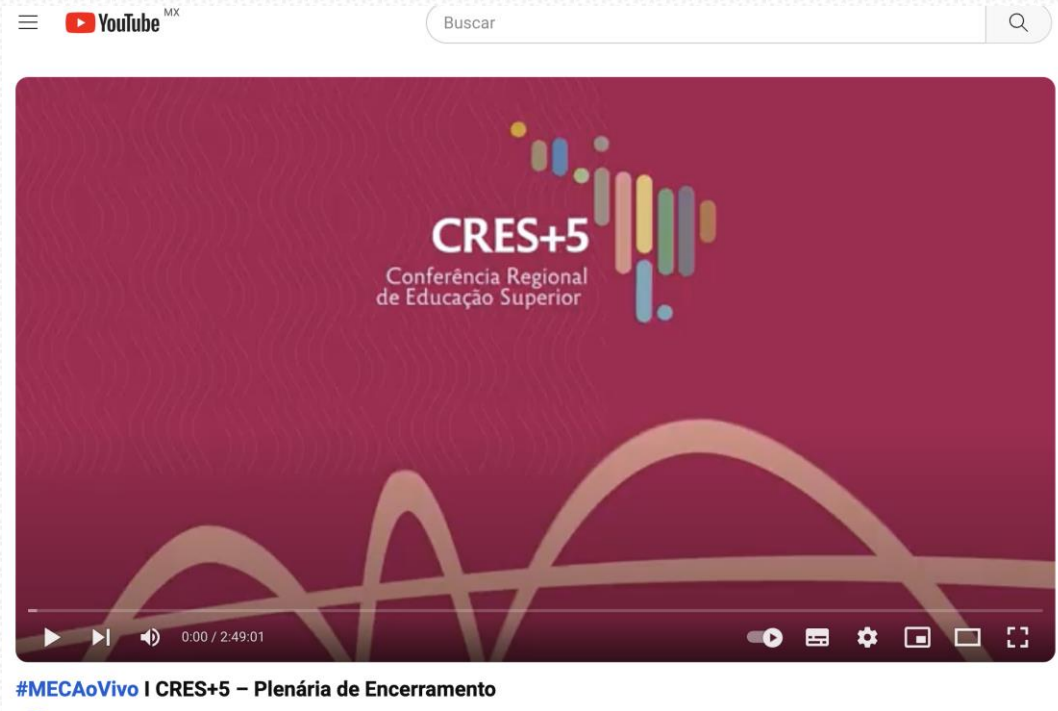 YouTube MX
Buscar
CRES+5
Conferência Regional
de Educação Superior
0:00 / 2:49:01
#MECAoVivo I CRES+5 – Plenária de Encerramento